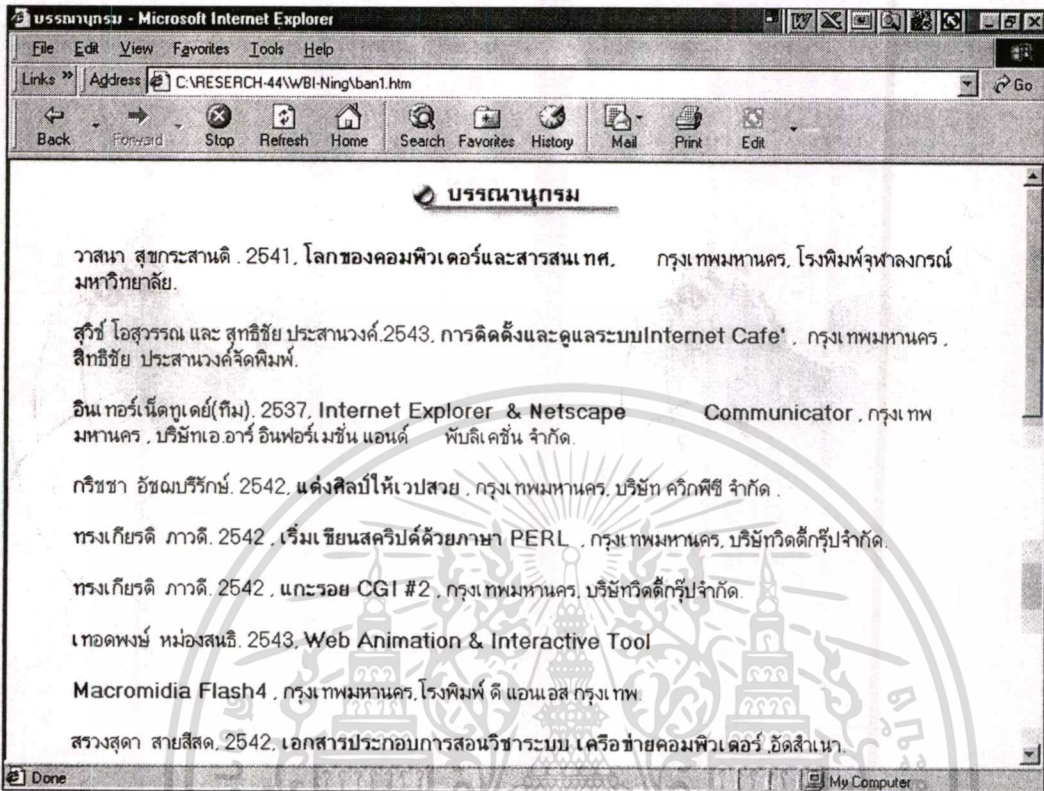 บรรณานุกรม - Microsoft Internet Explorer
File Edit View Favorites Tools Help
Links » Address C:\RESERCH-44\WBI-Ning\ban1.htm Go
Back Forward Stop Refresh Home Search Favorites History Mail Print Edit
บรรณานุกรม
วาสนา สุขกระสานติ . 2541, โลกของคอมพิวเตอร์และสารสนเทศ, กรุงเทพมหานคร, โรงพิมพ์จุฬาลงกรณ์
มหาวิทยาลัย.
สุวิช์ โอสุวรรณ และ สุทธิชัย ประสานวงค์.2543, การติดตั้งและดูแลระบบInternet Cafe' , กรุงเทพมหานคร ,
สิทธิชัย ประสานวงค์จัดพิมพ์.
อินเทอร์เน็ตทูเดย์(ทีม). 2537, Internet Explorer & Netscape Communicator , กรุงเทพ
มหานคร , บริษัทเอ.อาร์ อินฟอร์เมชั่น แอนด์ พับลิเคชั่น จำกัด.
กริชชา อัชฌบริรักษ์. 2542, แต่งศิลป์ให้เวปสวย , กรุงเทพมหานคร, บริษัท ควิกพีซี จำกัด .
ทรงเกียรติ ภาวดี. 2542 , เริ่มเขียนสคริปต์ด้วยภาษา PERL , กรุงเทพมหานคร, บริษัทวิตตี้กรุ๊ปจำกัด.
ทรงเกียรติ ภาวดี. 2542 , แกะรอย CGI #2 , กรุงเทพมหานคร, บริษัทวิตตี้กรุ๊ปจำกัด.
เทอดพงษ์ หม่องสนธิ. 2543, Web Animation & Interactive Tool
Macromidia Flash4 , กรุงเทพมหานคร,โรงพิมพ์ ดี แอนเอส กรุงเทพ.
สรวงสุดา สายสีสด, 2542, เอกสารประกอบการสอนวิชาระบบ เครือข่ายคอมพิวเตอร์ ,อัดสำเนา.
Done My Computer